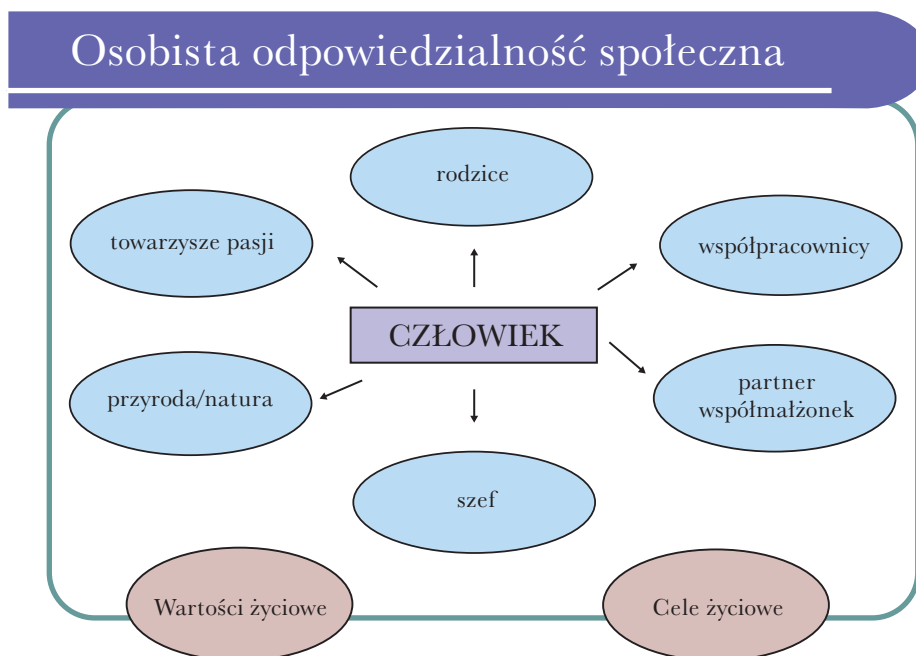 Osobista odpowiedzialność społeczna
rodzice
towarzysze pasji
współpracownicy
CZŁOWIEK
przyroda/natura
partner
współmałżonek
szef
Wartości życiowe
Cele życiowe